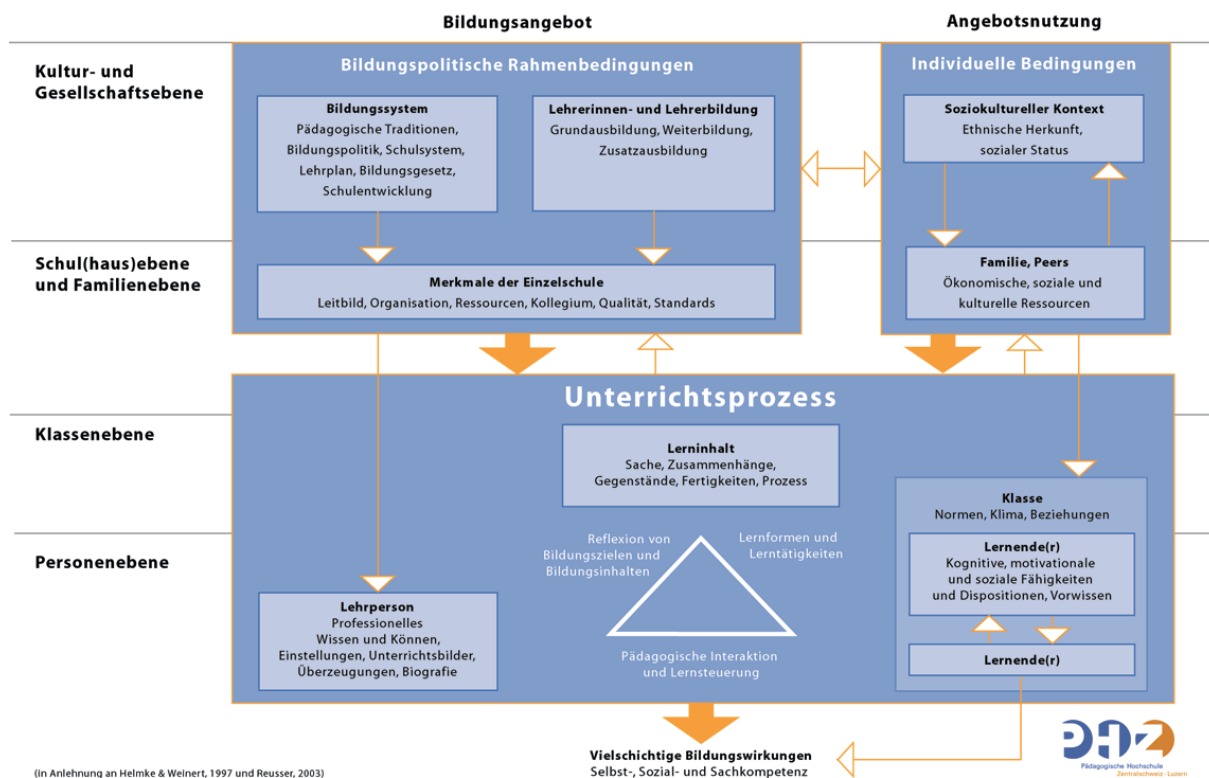 Bildungsangebot
Angebotsnutzung
Kultur- und
Gesellschaftsebene
Bildungspolitische Rahmenbedingungen
Bildungssystem
Pädagogische Traditionen,
Bildungspolitik, Schulsystem,
Lehrplan, Bildungsgesetz,
Schulentwicklung
Lehrerinnen- und Lehrerbildung
Grundausbildung, Weiterbildung,
Zusatzausbildung
Individuelle Bedingungen
Soziokultureller Kontext
Ethnische Herkunft,
sozialer Status
Schul(haus)ebene
und Familienebene
Merkmale der Einzelschule
Leitbild, Organisation, Ressourcen, Kollegium, Qualität, Standards
Familie, Peers
Ökonomische, soziale und
kulturelle Ressourcen
Unterrichtsprozess
Klassenebene
Lerninhalt
Sache, Zusammenhänge,
Gegenstände, Fertigkeiten, Prozess
Klasse
Normen, Klima, Beziehungen
Personenebene
Reflexion von
Bildungszielen und
Bildungsinhalten
Lernformen und
Lerntätigkeiten
Lernende(r)
Kognitive, motivationale
und soziale Fähigkeiten
und Dispositionen, Vorwissen
Lehrperson
Professionelles
Wissen und Können,
Einstellungen, Unterrichtsbilder,
Überzeugungen, Biografie
Pädagogische Interaktion
und Lernsteuerung
Lernende(r)
Vielschichtige Bildungswirkungen
Selbst-, Sozial- und Sachkompetenz
(in Anlehnung an Helmke & Weinert, 1997 und Reusser, 2003)
PHZ
Pädagogische Hochschule
Zentralschweiz · Luzern